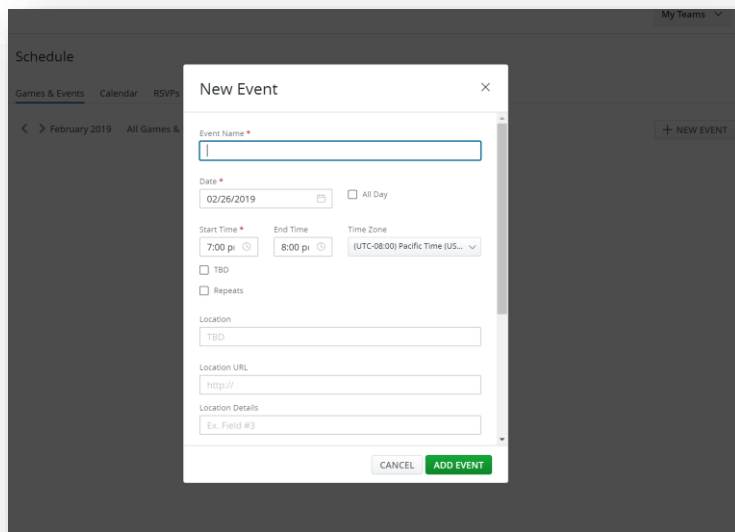 My Teams
Schedule
Games & Events Calendar RSVPs
February 2019 All Games &
+ NEW EVENT
New Event
Event Name *
Date *
02/26/2019
All Day
Start Time * End Time Time Zone
7:00 p 8:00 p (UTC-08:00) Pacific Time (US...
TBD
Repeats
Location
TBD
Location URL
http://
Location Details
Ex. Field #3
CANCEL ADD EVENT